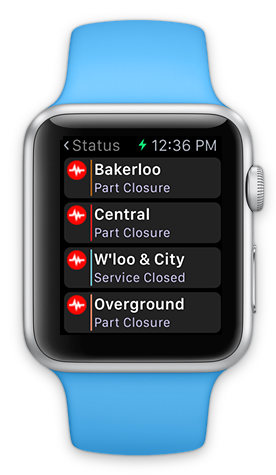 Status 12:36 PM
Bakerloo
Part Closure
Central
Part Closure
W'loo & City
Service Closed
Overground
Part Closure